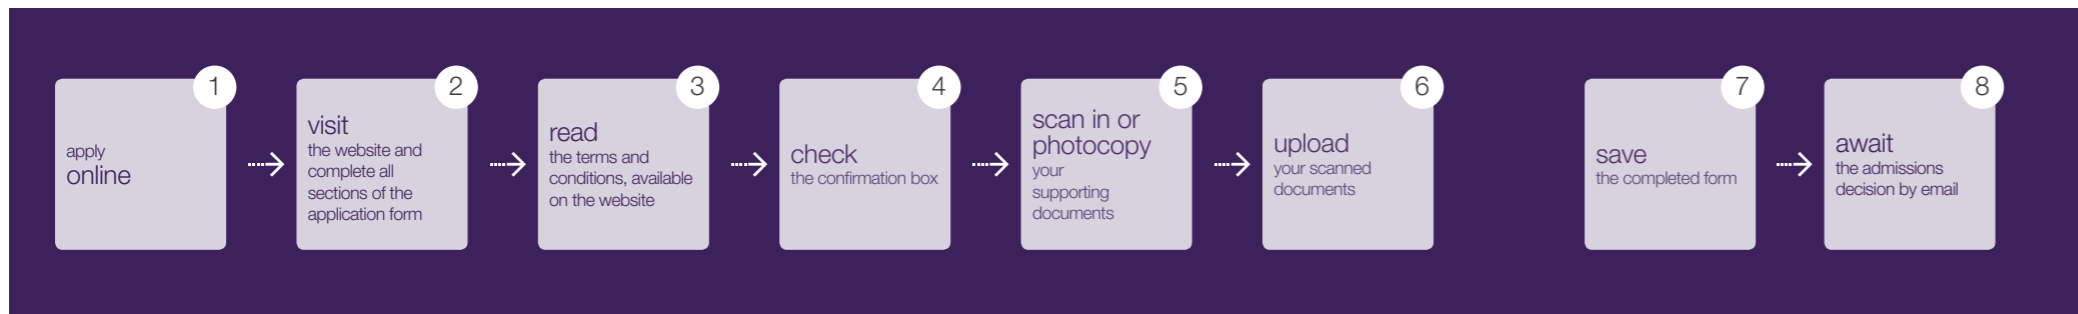 1
apply
online
2
visit
the website and
complete all
sections of the
application form
3
read
the terms and
conditions, available
on the website
4
check
the confirmation box
5
scan in or
photocopy
your
supporting
documents
6
upload
your scanned
documents
7
save
the completed form
8
await
the admissions
decision by email